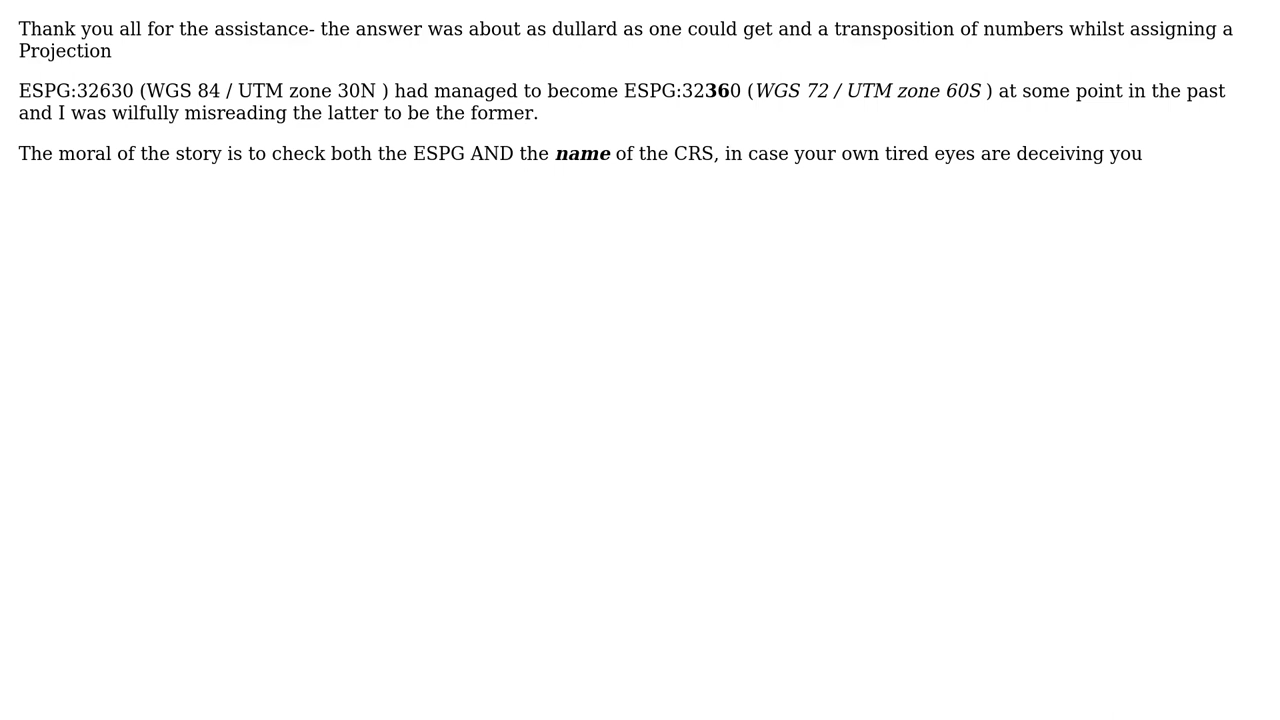 Thank you all for the assistance- the answer was about as dullard as one could get and a transposition of numbers whilst assigning a
Projection
ESPG:32630 (WGS 84 / UTM zone 30N ) had managed to become ESPG:32360 (WGS 72 / UTM zone 60S ) at some point in the past
and I was wilfully misreading the latter to be the former.
The moral of the story is to check both the ESPG AND the name of the CRS, in case your own tired eyes are deceiving you